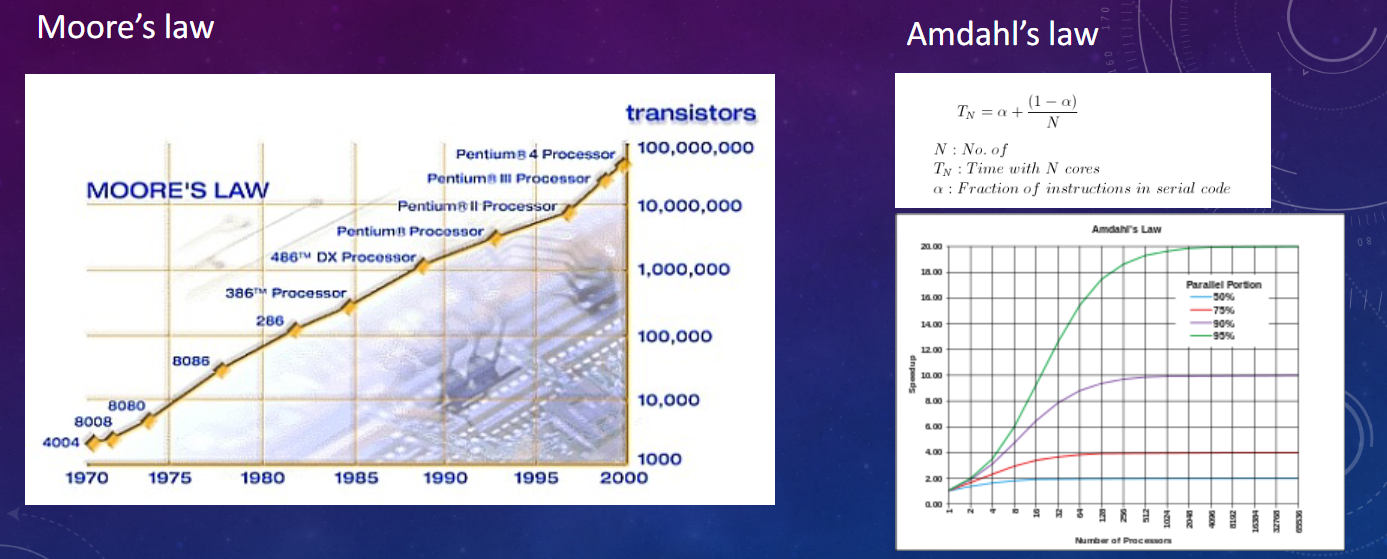 Moore's law
transistors
MOORE'S LAW
100,000,000
10,000,000
1,000,000
100,000
10,000
1000
Pentium® 4 Processor
Pentium® III Processor
Pentium® II Processor
Pentium® Processor
486™ DX Processor
386™ Processor
286
8086
8080
8008
4004
1970 1975 1980 1985 1990 1995 2000
Amdahl's law
T_N = α + (1 − α) / N
N : No. of
T_N : Time with N cores
α : Fraction of instructions in serial code
Amdahl's Law
20.00
18.00
16.00
14.00
12.00
10.00
8.00
6.00
4.00
2.00
0.00
Speedup
Parallel Portion
50%
75%
90%
95%
1 2 4 8 16 32 64 128 256 512 1024 2048 4096 8192 16384 32768 65536
Number of Processors
160 170
80